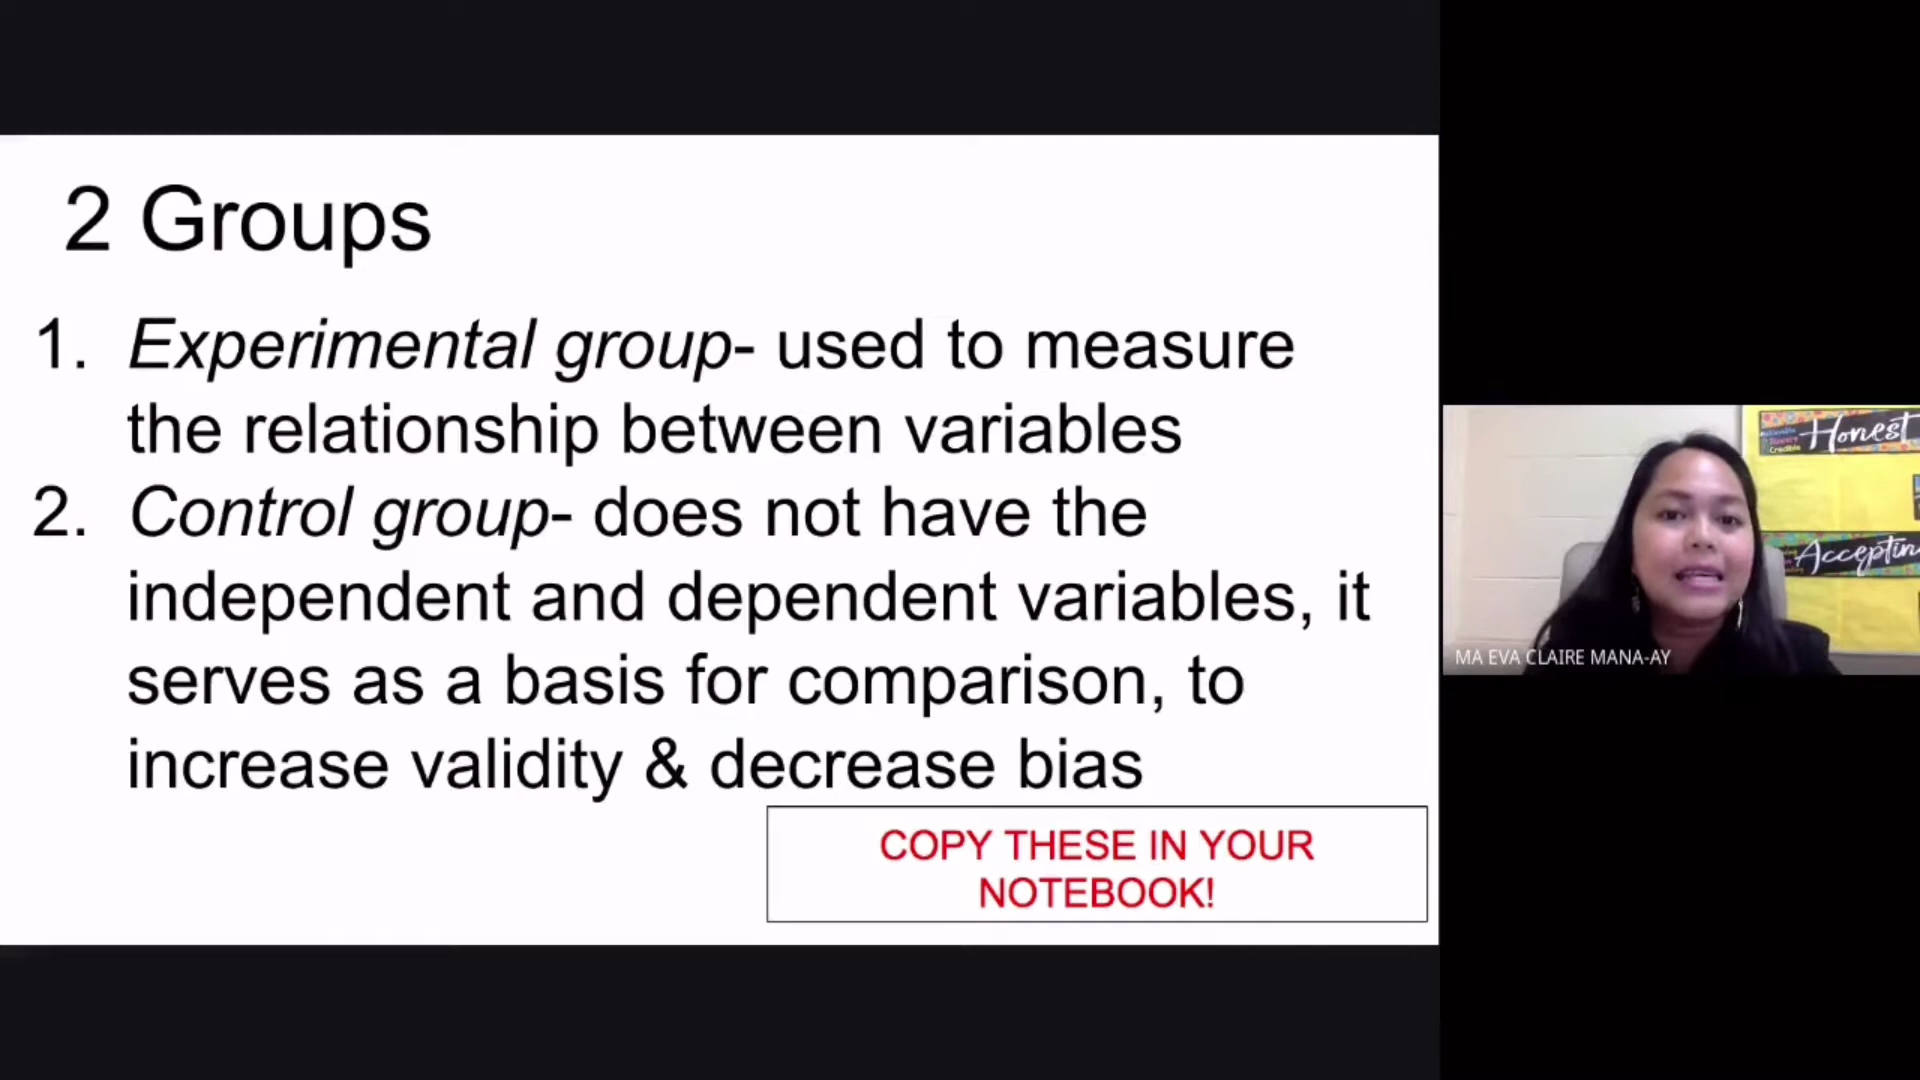 2 Groups
1. Experimental group- used to measure
the relationship between variables
2. Control group- does not have the
independent and dependent variables, it
serves as a basis for comparison, to
increase validity & decrease bias
COPY THESE IN YOUR
NOTEBOOK!
Honest
Sincere
Credible
Acceptin
MA EVA CLAIRE MANA-AY